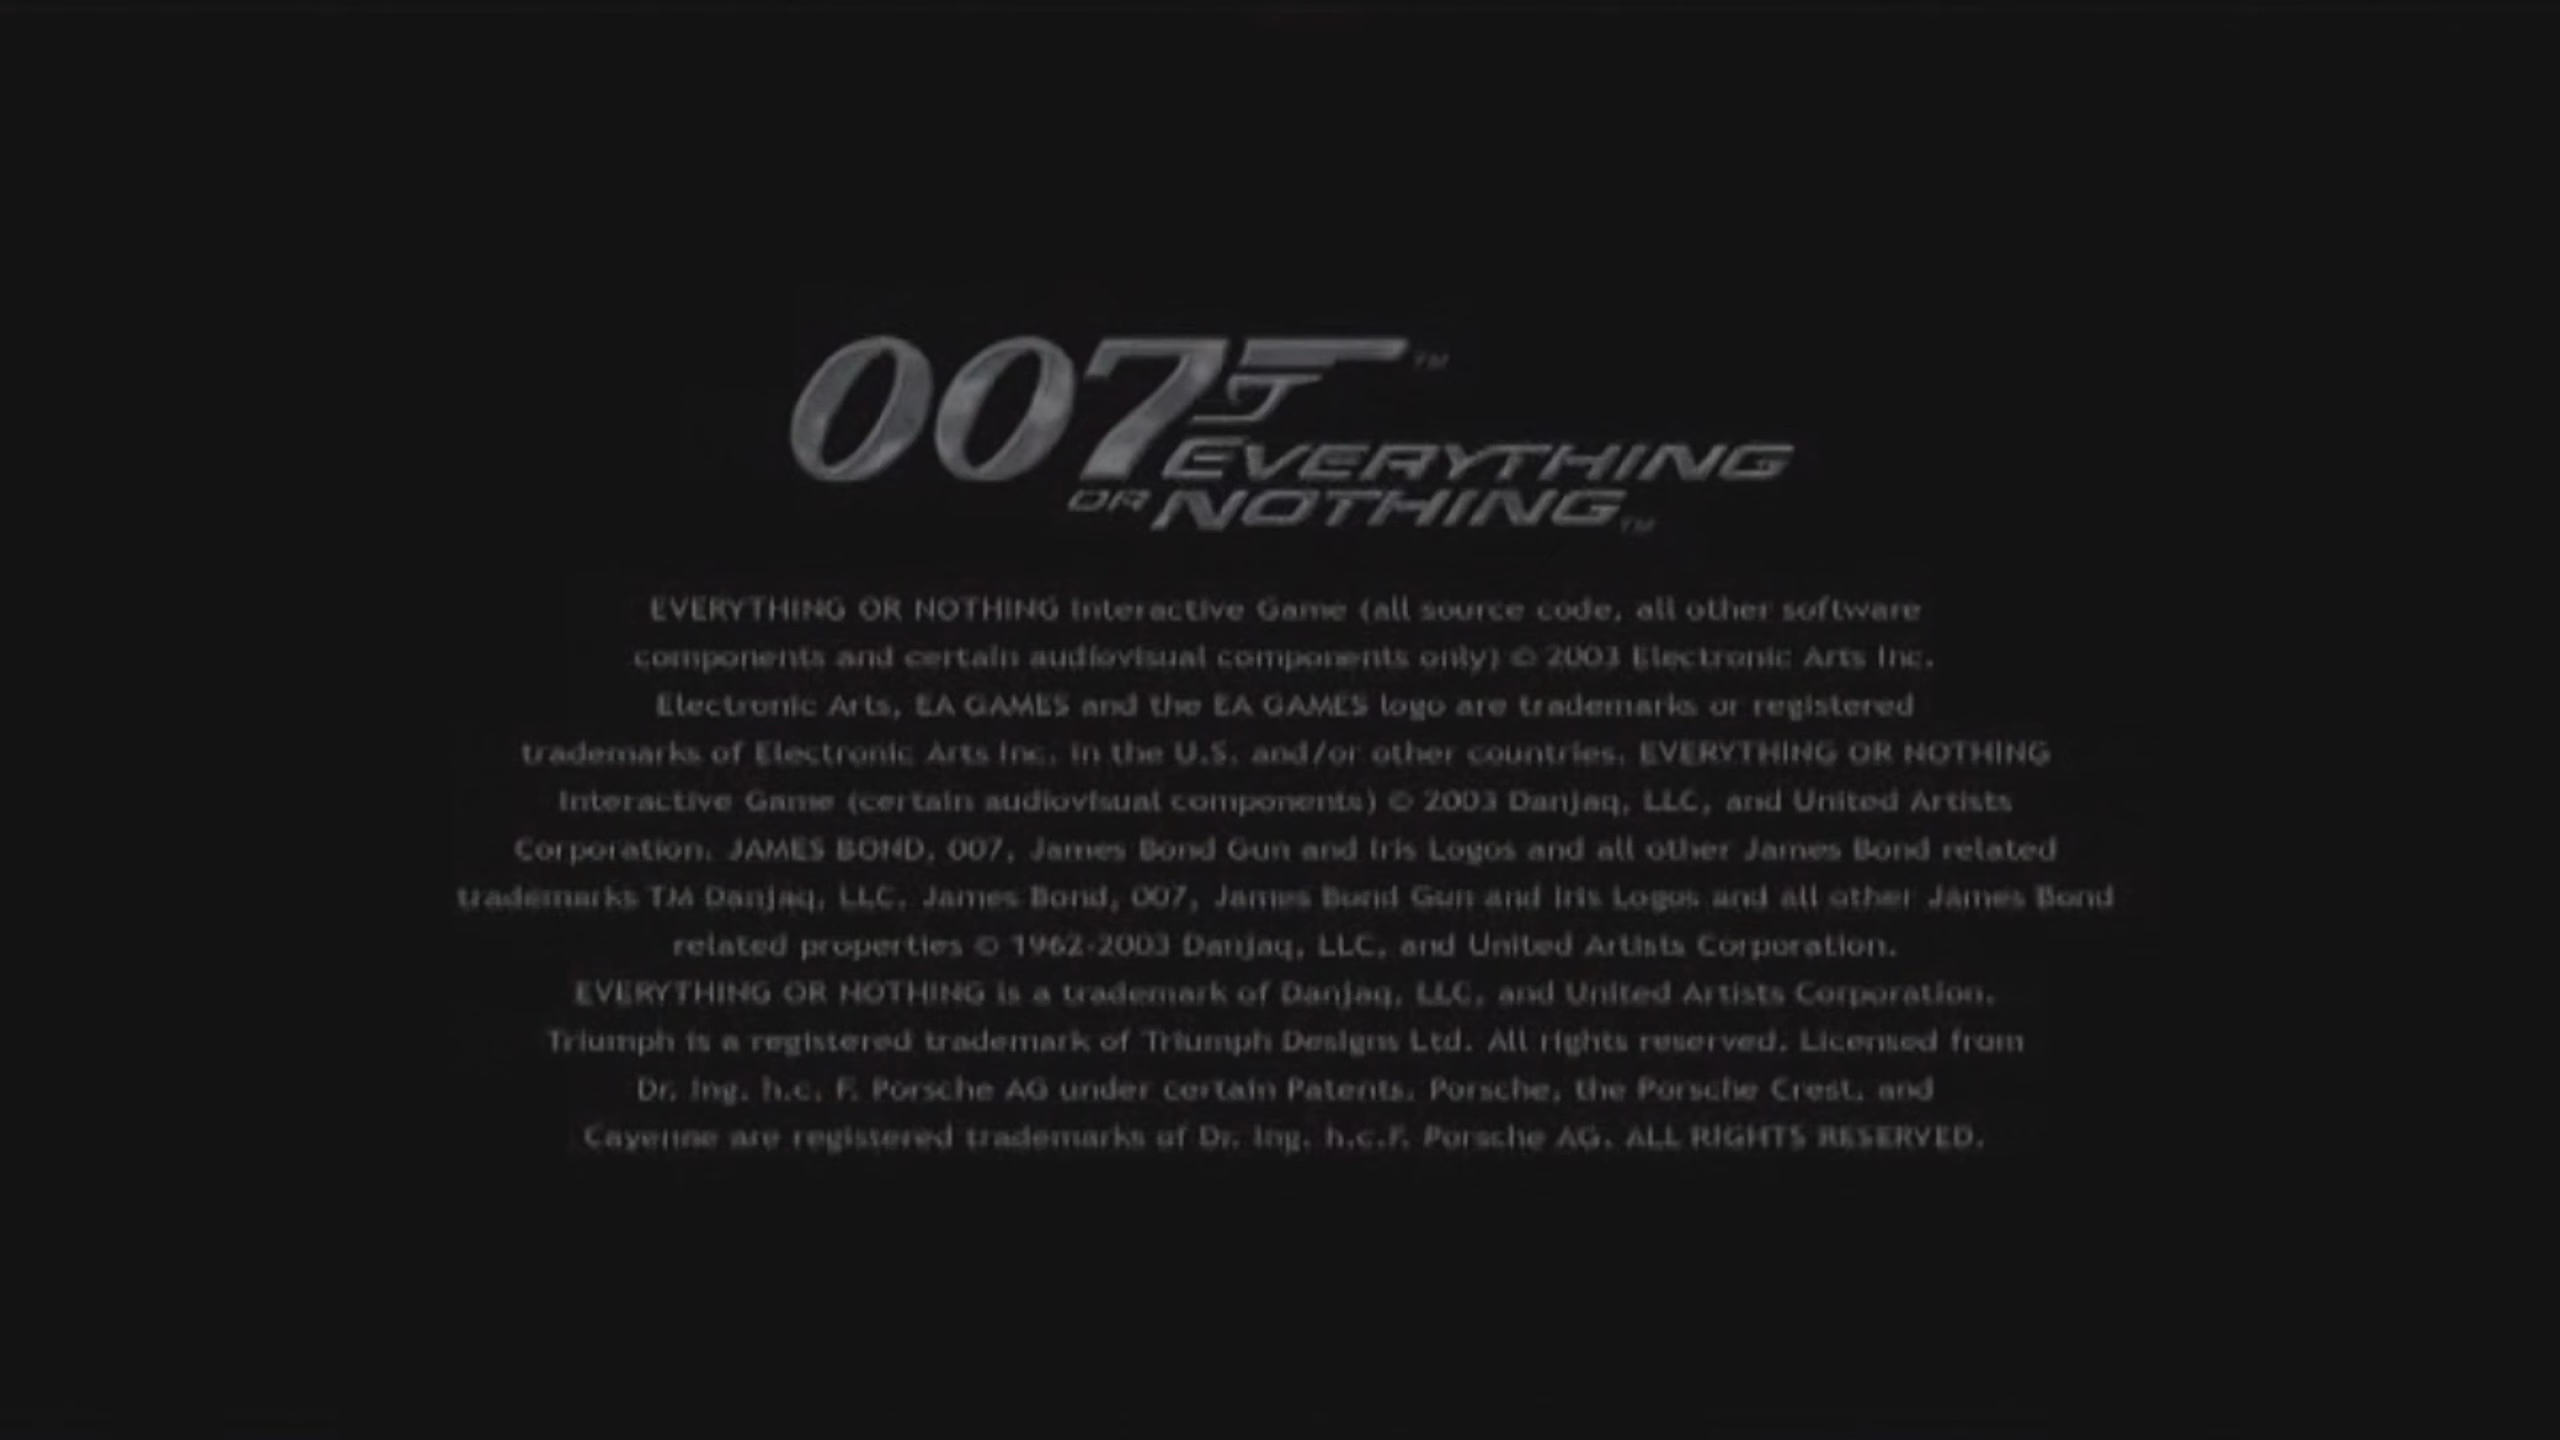 007 ™
EVERYTHING
OR NOTHING ™
EVERYTHING OR NOTHING Interactive Game (all source code, all other software
components and certain audiovisual components only) © 2003 Electronic Arts Inc.
Electronic Arts, EA GAMES and the EA GAMES logo are trademarks or registered
trademarks of Electronic Arts Inc. in the U.S. and/or other countries. EVERYTHING OR NOTHING
Interactive Game (certain audiovisual components) © 2003 Danjaq, LLC, and United Artists
Corporation. JAMES BOND, 007, James Bond Gun and Iris Logos and all other James Bond related
trademarks TM Danjaq, LLC. James Bond, 007, James Bond Gun and Iris Logos and all other James Bond
related properties © 1962-2003 Danjaq, LLC, and United Artists Corporation.
EVERYTHING OR NOTHING is a trademark of Danjaq, LLC, and United Artists Corporation.
Triumph is a registered trademark of Triumph Designs Ltd. All rights reserved. Licensed from
Dr. Ing. h.c. F. Porsche AG under certain Patents. Porsche, the Porsche Crest, and
Cayenne are registered trademarks of Dr. Ing. h.c.F. Porsche AG. ALL RIGHTS RESERVED.